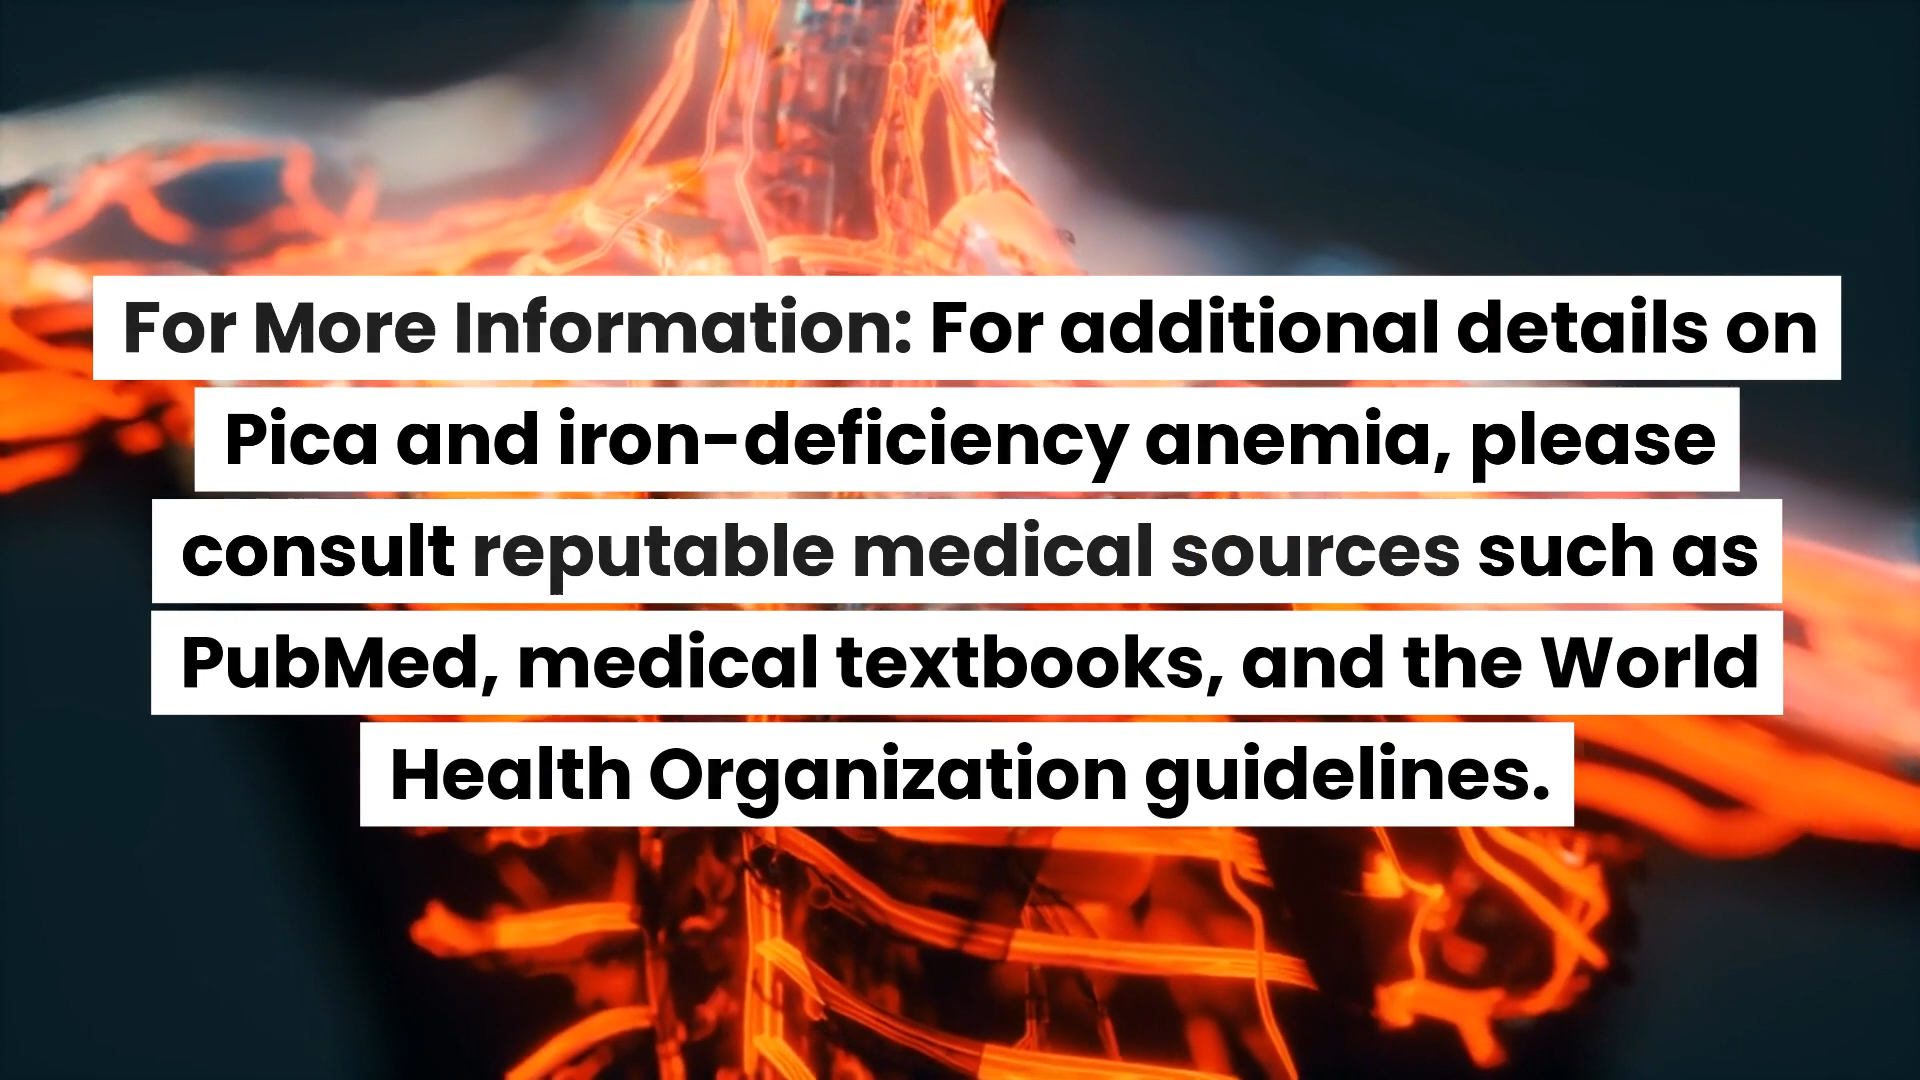 For More Information: For additional details on
Pica and iron-deficiency anemia, please
consult reputable medical sources such as
PubMed, medical textbooks, and the World
Health Organization guidelines.